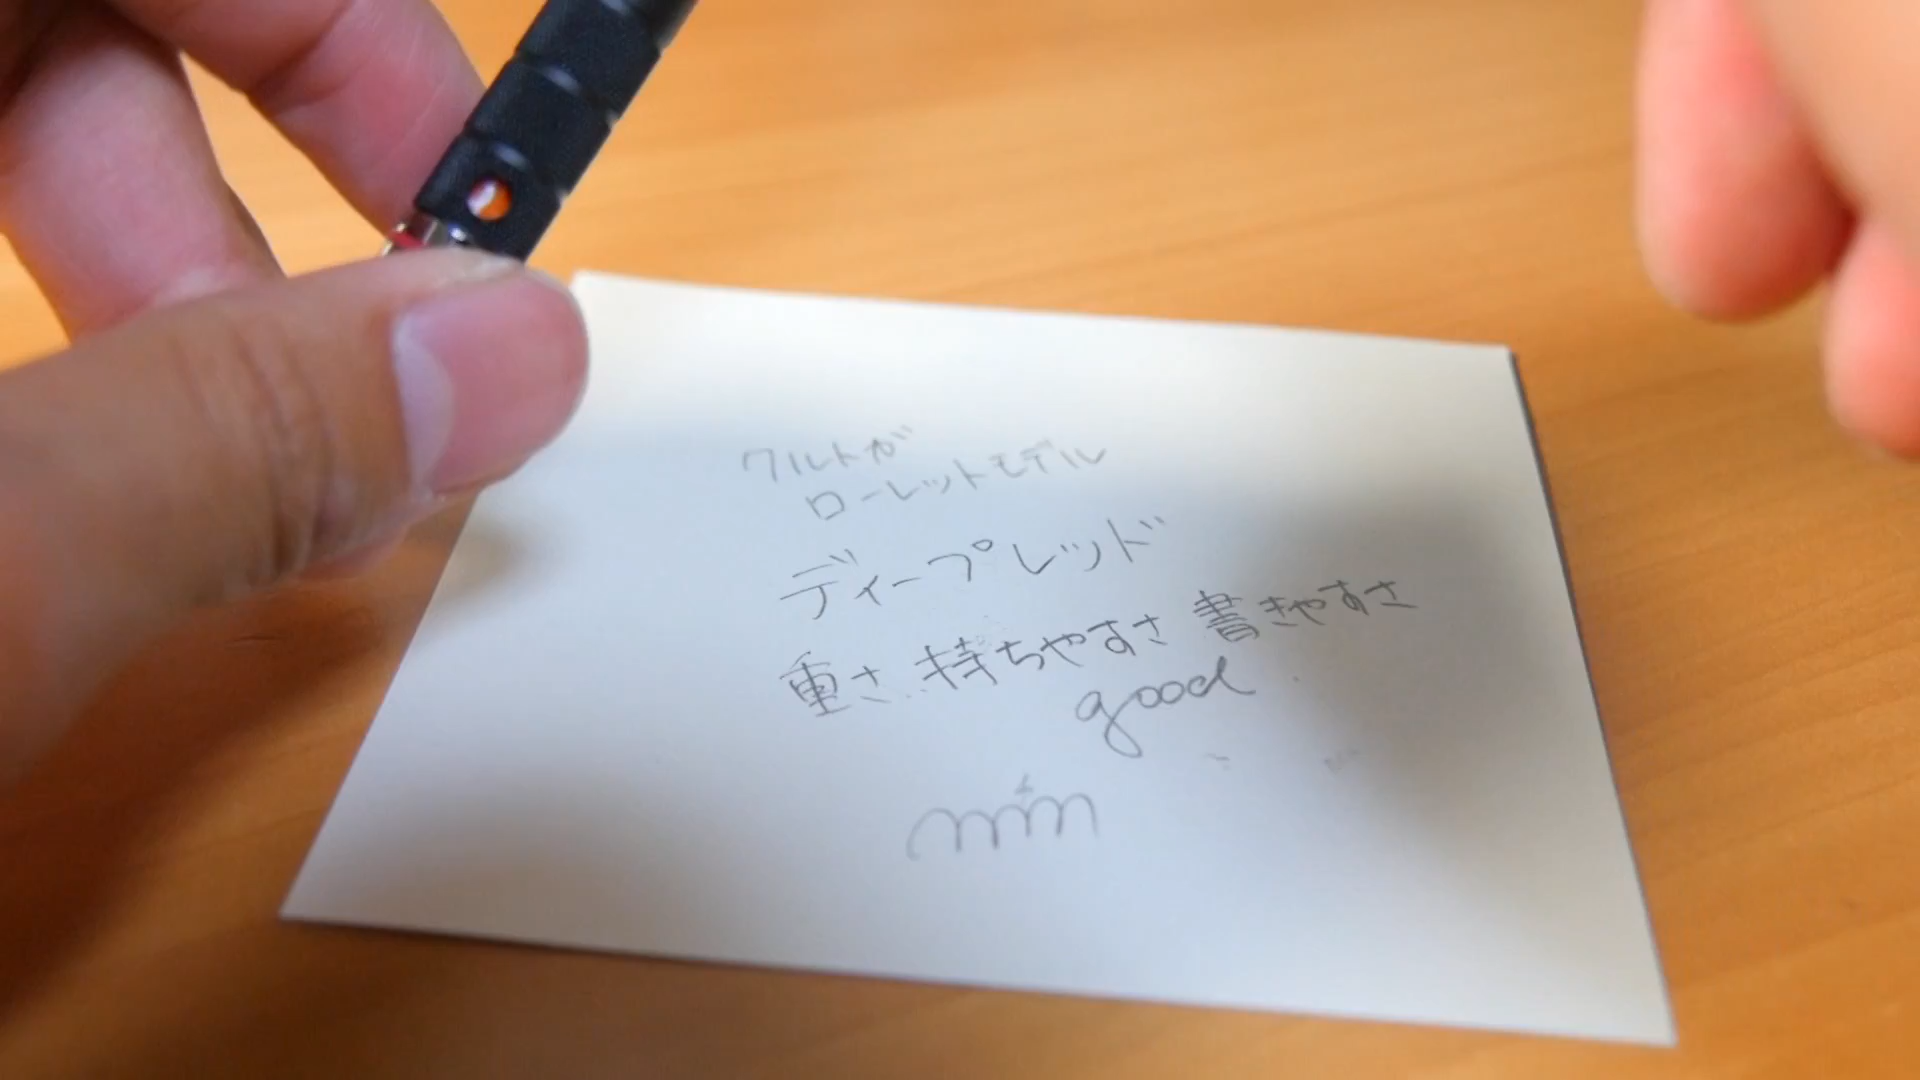 クルトガ
ローレットモデル
ディープレッド
重さ 持ちやすさ 書きやすさ
good